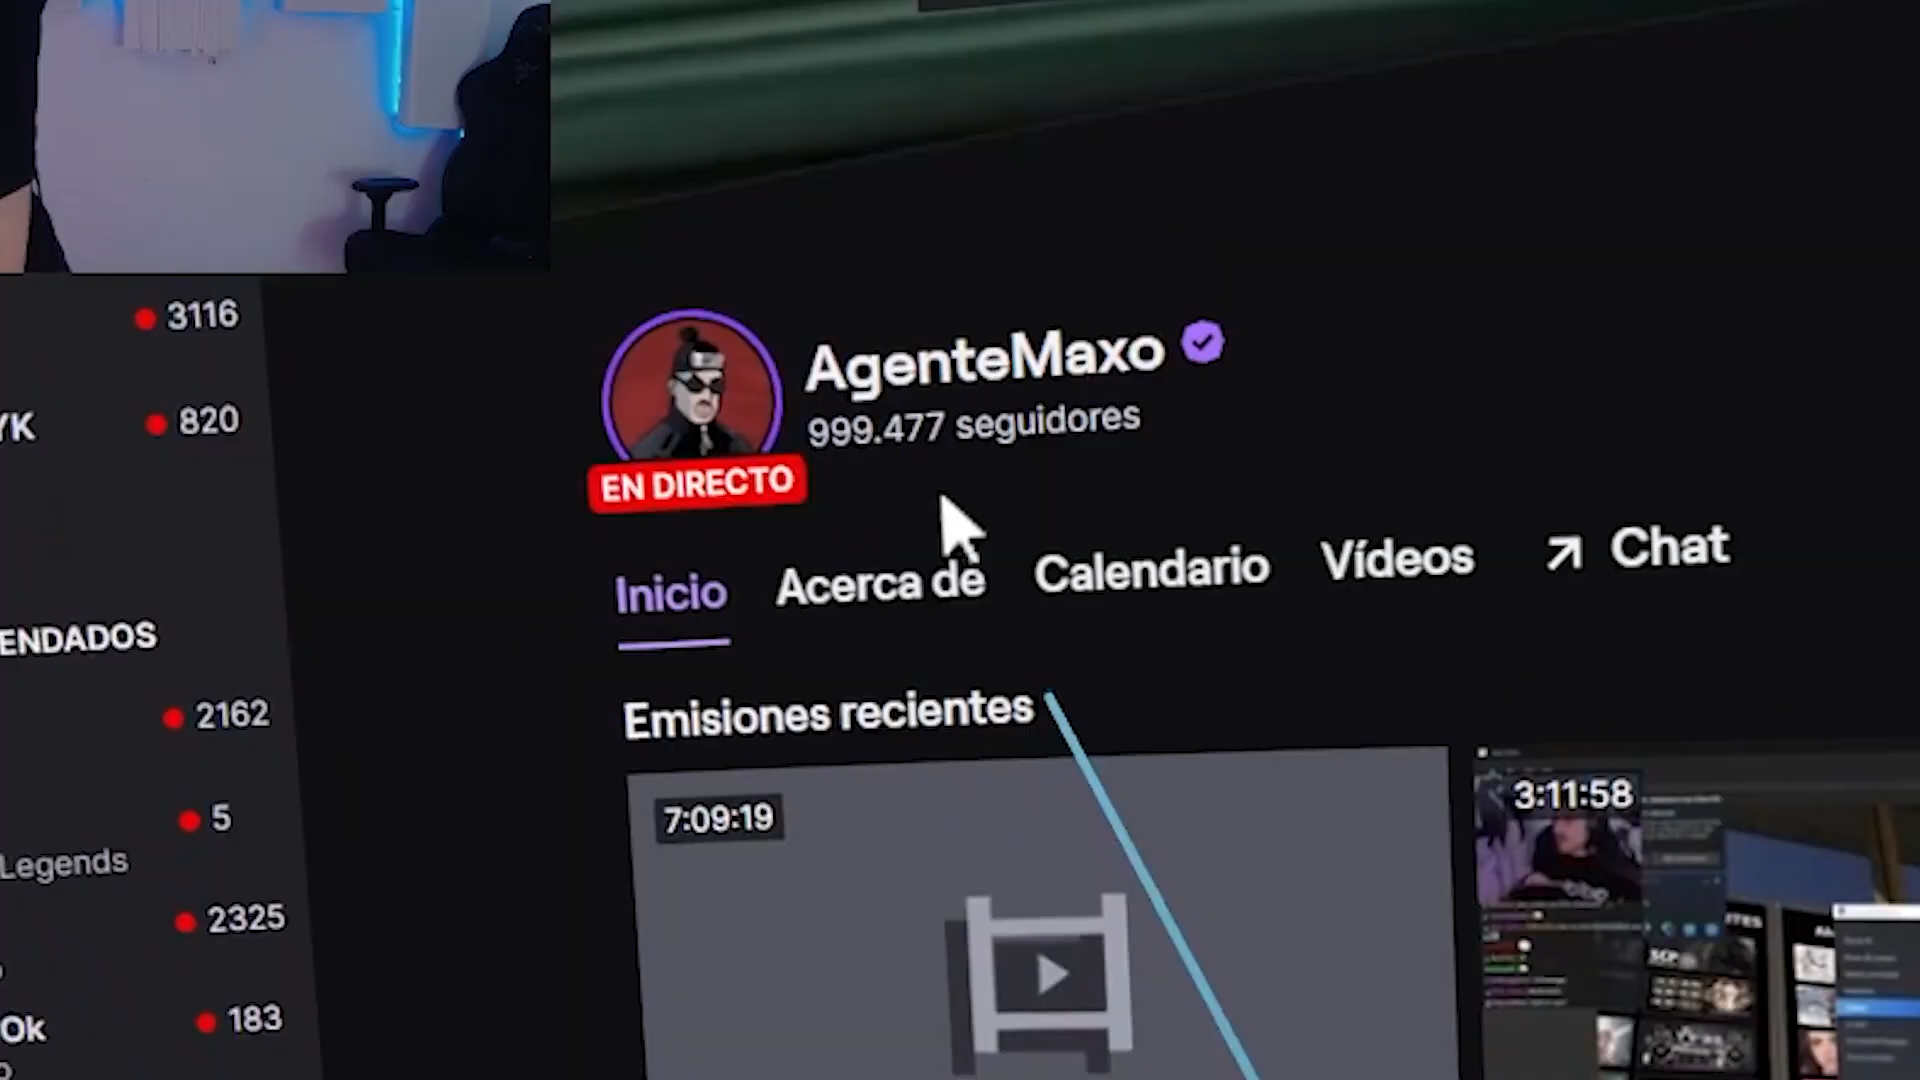 3116
YK
820
ENDADOS
2162
5
Legends
2325
Ok
183
AgenteMaxo
999.477 seguidores
EN DIRECTO
Inicio
Acerca de
Calendario
Vídeos
Chat
Emisiones recientes
7:09:19
3:11:58
SCP